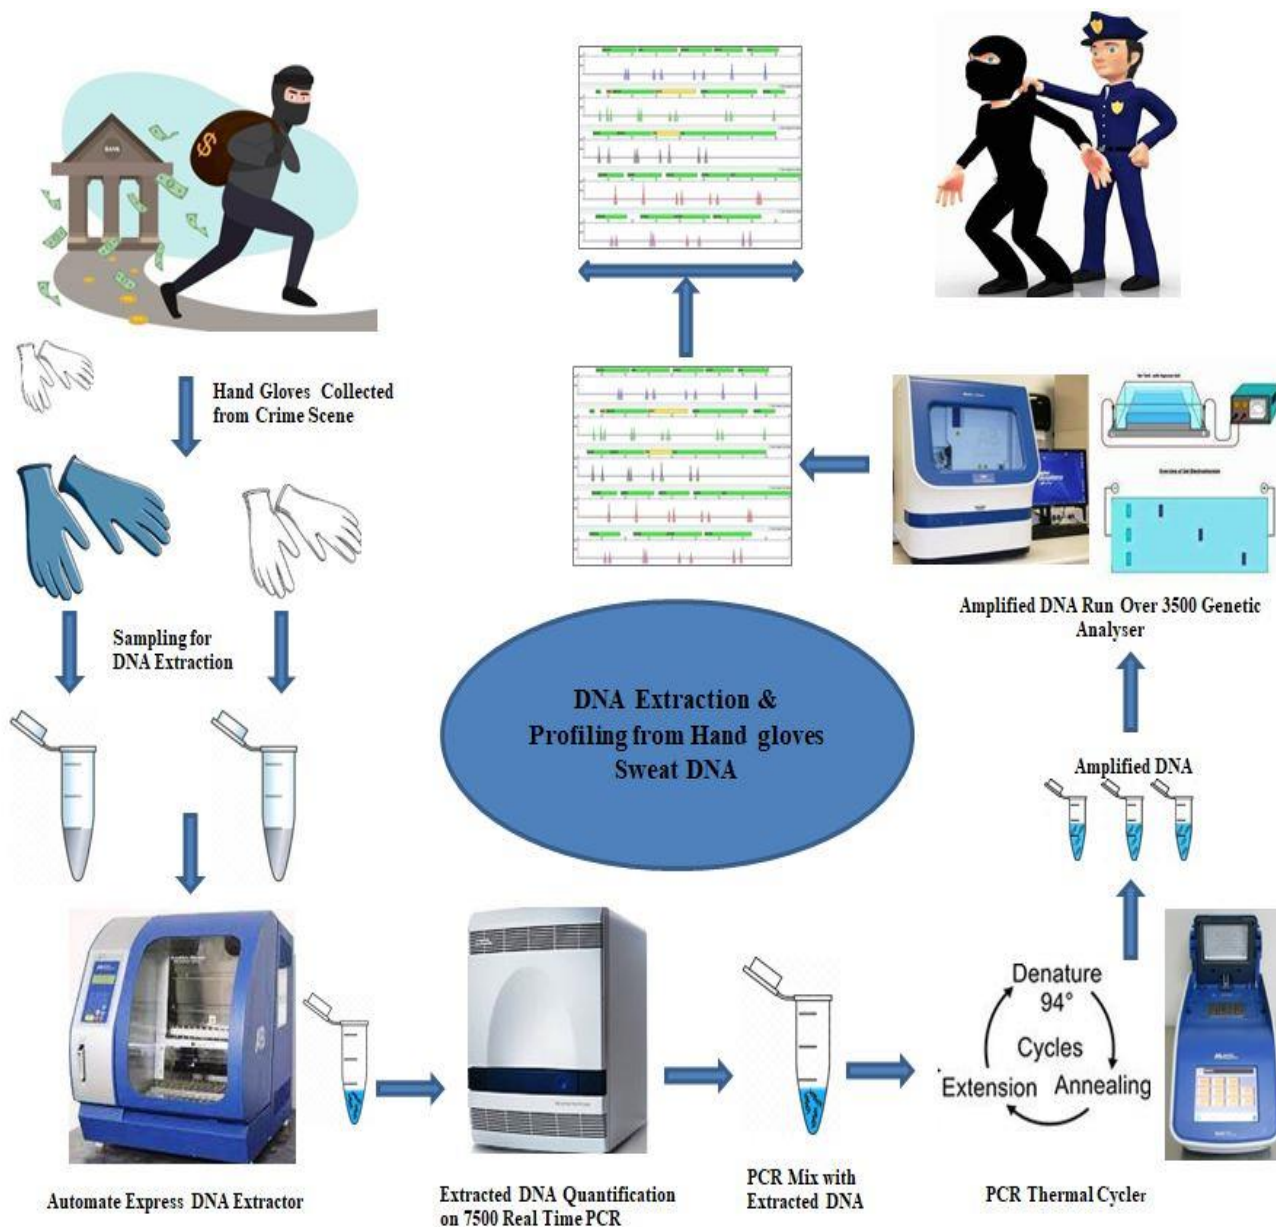 BANK
$
Hand Gloves Collected
from Crime Scene
Sampling for
DNA Extraction
DNA Extraction &
Profiling from Hand gloves
Sweat DNA
Amplified DNA Run Over 3500 Genetic
Analyser
Amplified DNA
Denature
94°
Cycles
Extension
Annealing
Automate Express DNA Extractor
Extracted DNA Quantification
on 7500 Real Time PCR
PCR Mix with
Extracted DNA
PCR Thermal Cycler